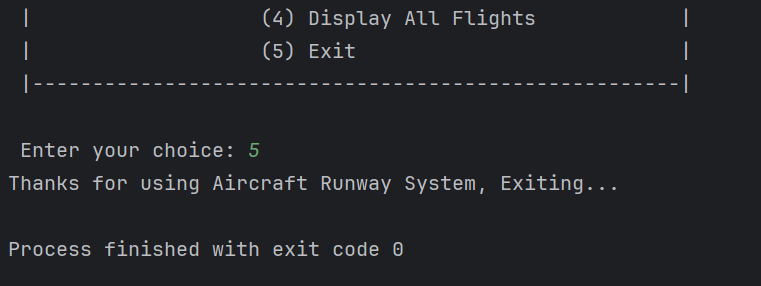 |                   (4) Display All Flights            |
|                   (5) Exit                           |
|------------------------------------------------------|
Enter your choice: 5
Thanks for using Aircraft Runway System, Exiting...
Process finished with exit code 0